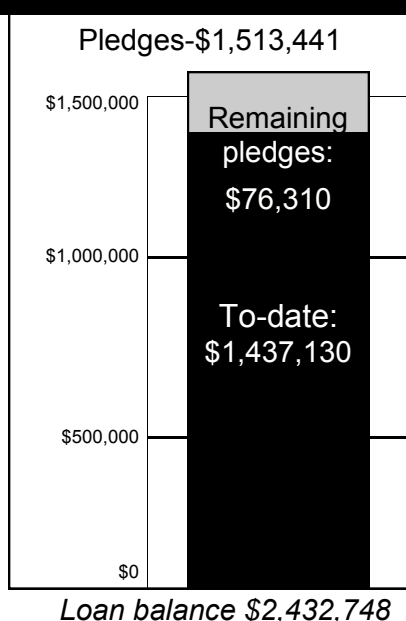 Pledges-$1,513,441
$1,500,000
Remaining
pledges:
$76,310
$1,000,000
To-date:
$1,437,130
$500,000
$0
Loan balance $2,432,748